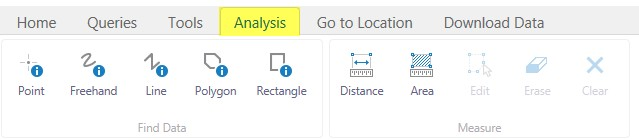 Home Queries Tools Analysis Go to Location Download Data
Point Freehand Line Polygon Rectangle Distance Area Edit Erase Clear
Find Data Measure